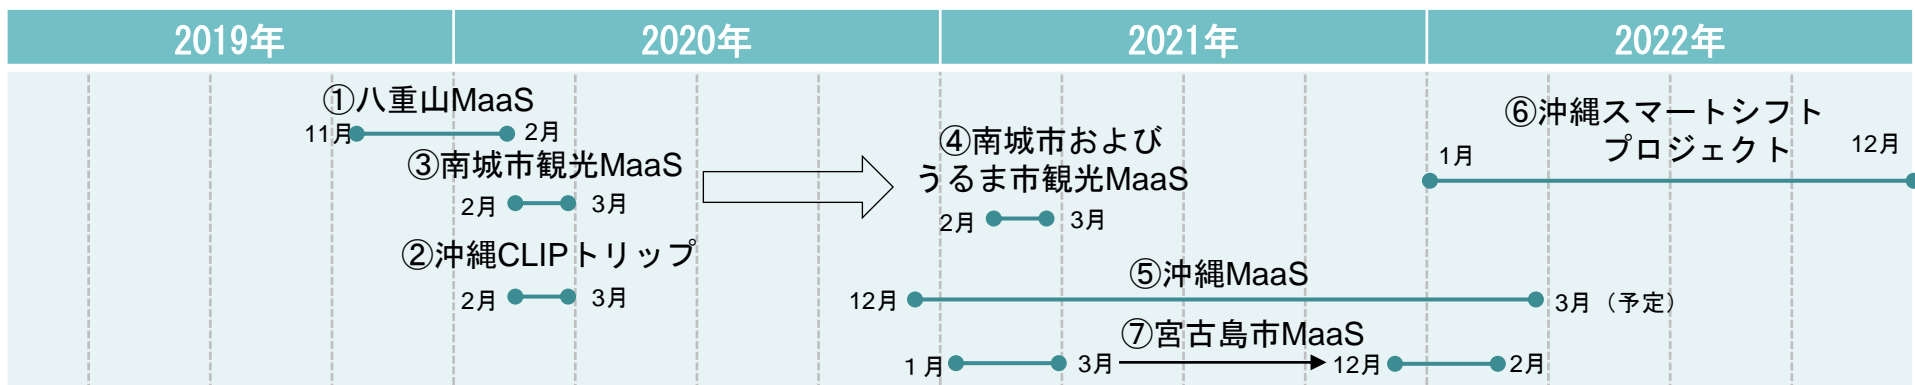 2019年 2020年 2021年 2022年
①八重山MaaS
11月 2月
③南城市観光MaaS
2月 3月
②沖縄CLIPトリップ
2月 3月
④南城市および
うるま市観光MaaS
2月 3月
⑤沖縄MaaS
12月 3月（予定）
⑦宮古島市MaaS
１月 3月 12月 2月
⑥沖縄スマートシフト
プロジェクト
1月 12月